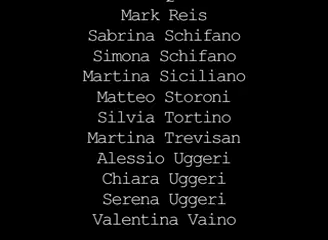 Mark Reis
Sabrina Schifano
Simona Schifano
Martina Siciliano
Matteo Storoni
Silvia Tortino
Martina Trevisan
Alessio Uggeri
Chiara Uggeri
Serena Uggeri
Valentina Vaino